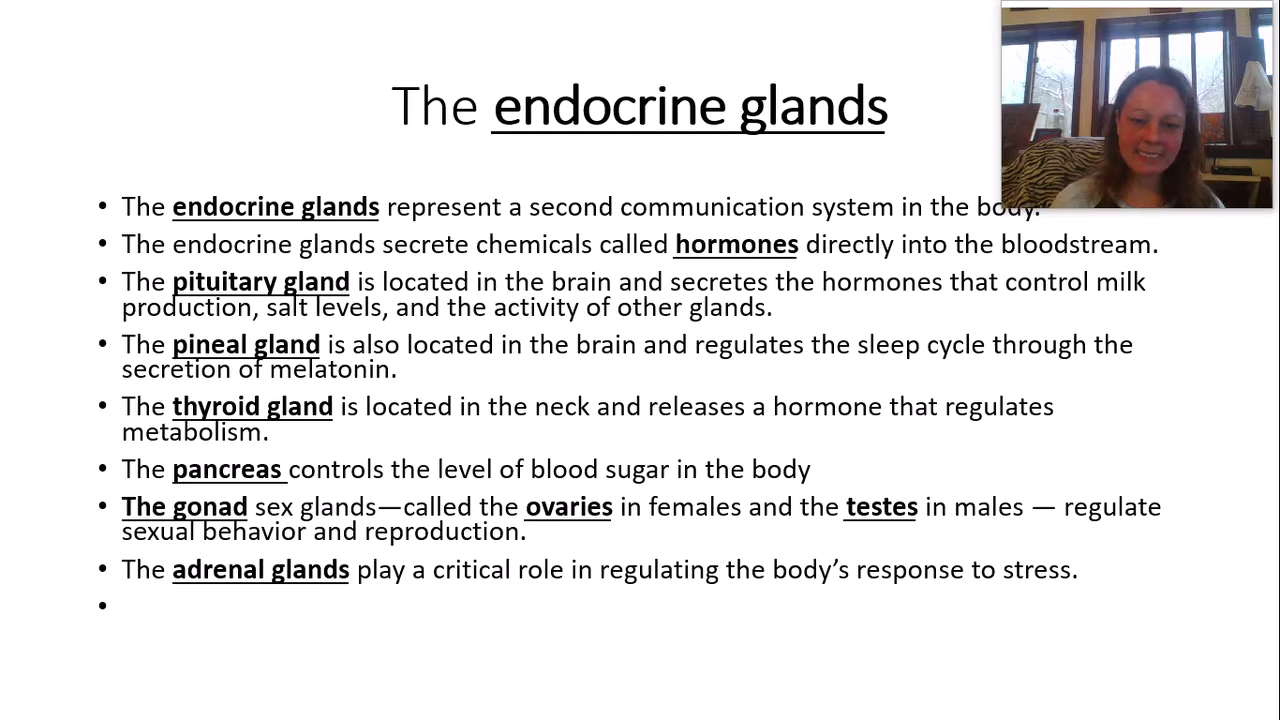 The endocrine glands
• The endocrine glands represent a second communication system in the body.
• The endocrine glands secrete chemicals called hormones directly into the bloodstream.
• The pituitary gland is located in the brain and secretes the hormones that control milk
production, salt levels, and the activity of other glands.
• The pineal gland is also located in the brain and regulates the sleep cycle through the
secretion of melatonin.
• The thyroid gland is located in the neck and releases a hormone that regulates
metabolism.
• The pancreas controls the level of blood sugar in the body
• The gonad sex glands—called the ovaries in females and the testes in males — regulate
sexual behavior and reproduction.
• The adrenal glands play a critical role in regulating the body’s response to stress.
•